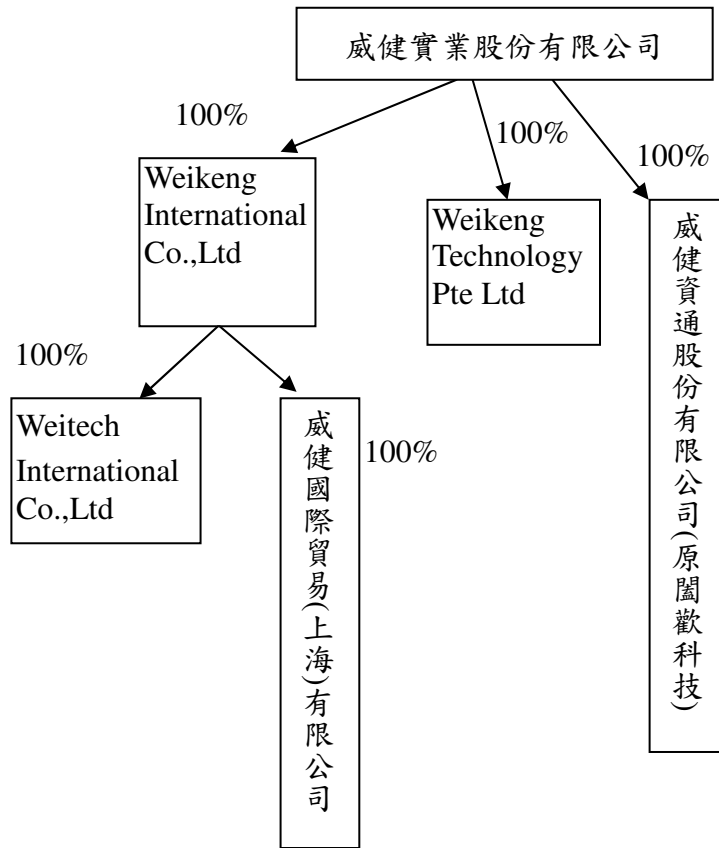 威健實業股份有限公司
100%
100%
100%
Weikeng
International
Co.,Ltd
Weikeng
Technology
Pte Ltd
威健資通股份有限公司(原闔歡科技)
100%
Weitech
International
Co.,Ltd
威健國際貿易(上海)有限公司
100%